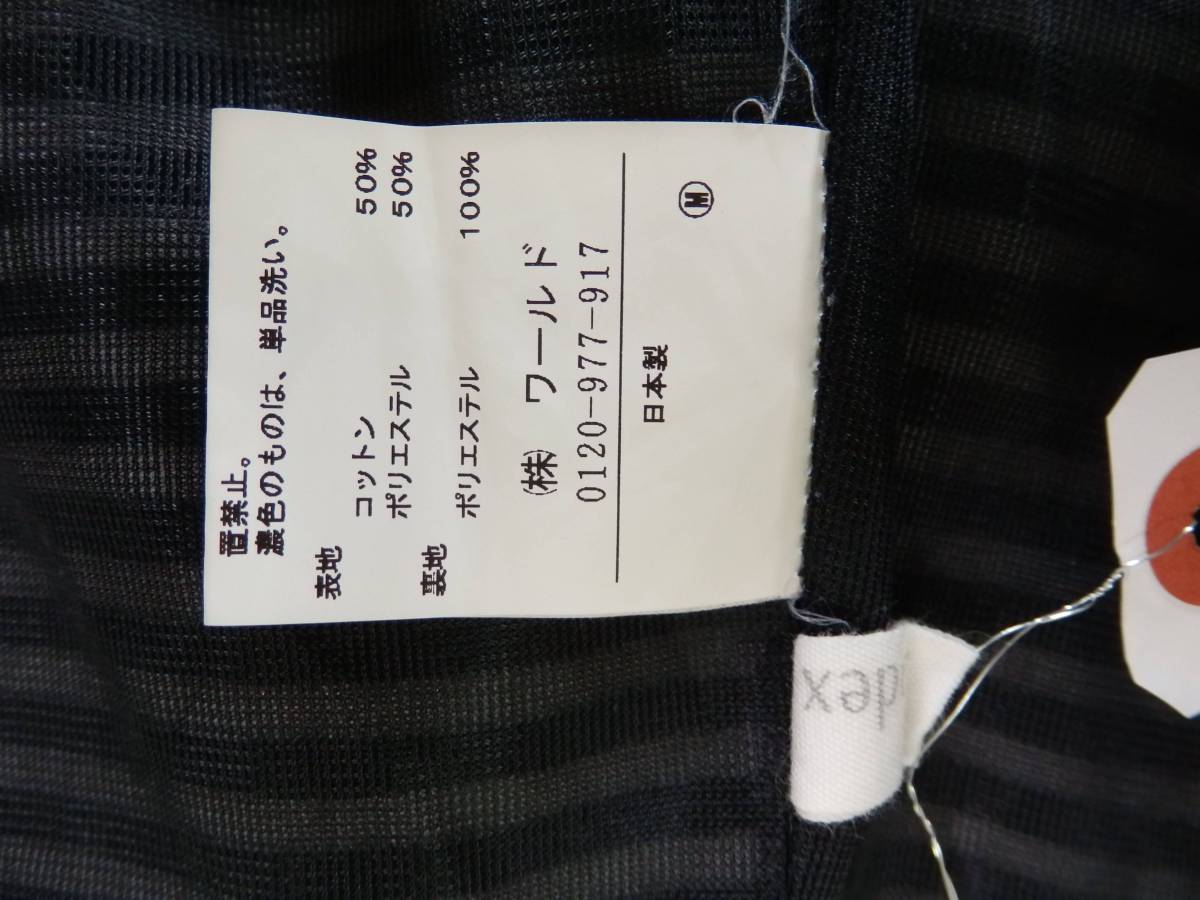 置禁止。
濃色のものは、単品洗い。
表地
コットン 50%
ポリエステル 50%
裏地
ポリエステル 100%
(株) ワールド
0120-977-917
日本製
M
dex